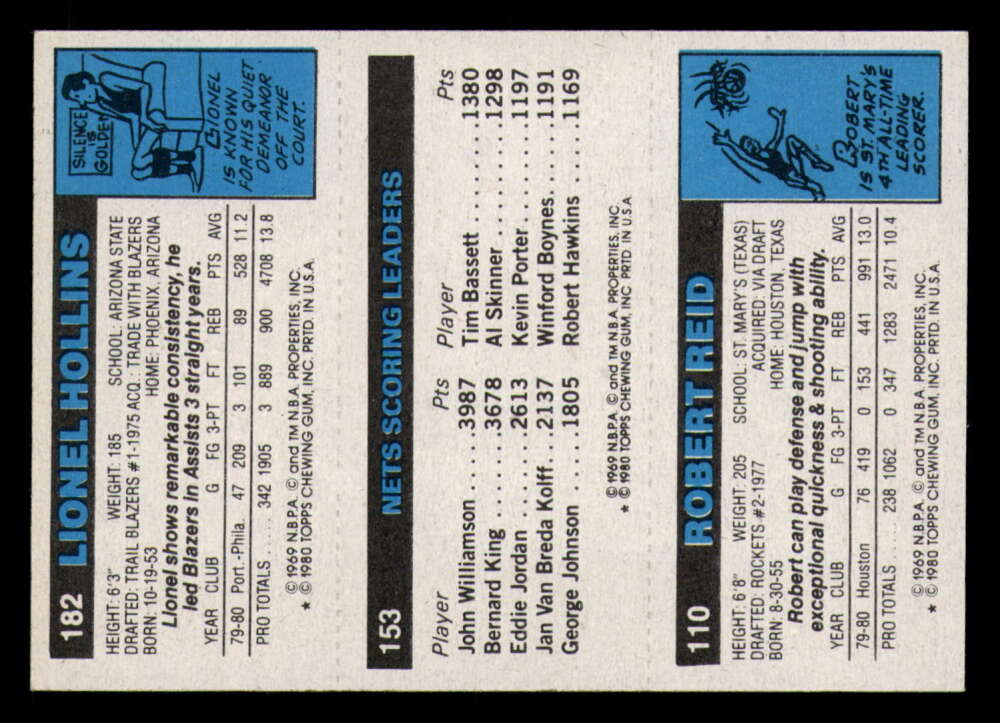 182 LIONEL HOLLINS
HEIGHT: 6'3" WEIGHT: 185 SCHOOL: ARIZONA STATE
DRAFTED: TRAIL BLAZERS #1-1975 ACQ.: TRADE WITH BLAZERS
BORN: 10-19-53 HOME: PHOENIX, ARIZONA
Lionel shows remarkable consistency, he
led Blazers in Assists 3 straight years.
YEAR CLUB G FG 3-PT FT REB PTS AVG
79-80 Port.-Phila. 47 209 3 101 89 528 11.2
PRO TOTALS..... 342 1905 3 889 900 4708 13.8
© 1969 N.B.P.A. © and TM N.B.A. PROPERTIES, INC.
* © 1980 TOPPS CHEWING GUM, INC. PRTD. IN U.S.A.
SILENCE
IS
GOLDEN
LIONEL
IS KNOWN
FOR HIS QUIET
DEMEANOR
OFF THE
COURT.
153 NETS SCORING LEADERS
Player Pts Player Pts
John Williamson ....3987 Tim Bassett .......1380
Bernard King ......3678 Al Skinner ........1298
Eddie Jordan ......2613 Kevin Porter.......1197
Jan Van Breda Kolff...2137 Winford Boynes....1191
George Johnson ....1805 Robert Hawkins ....1169
© 1969 N.B.P.A. © and TM N.B.A. PROPERTIES, INC
* © 1980 TOPPS CHEWING GUM, INC PRTD IN U.S.A
110 ROBERT REID
HEIGHT: 6'8" WEIGHT: 205 SCHOOL: ST. MARY'S (TEXAS)
DRAFTED: ROCKETS #2-1977 ACQUIRED: VIA DRAFT
BORN: 8-30-55 HOME: HOUSTON, TEXAS
Robert can play defense and jump with
exceptional quickness & shooting ability.
YEAR CLUB G FG 3-PT FT REB PTS AVG
79-80 Houston 76 419 0 153 441 991 13.0
PRO TOTALS..... 238 1062 0 347 1283 2471 10.4
© 1969 N.B.P.A. © and TM N.B.A. PROPERTIES, INC.
* © 1980 TOPPS CHEWING GUM, INC. PRTD. IN U.S.A.
ROBERT
IS ST. MARY'S
4TH ALL-TIME
LEADING
SCORER.